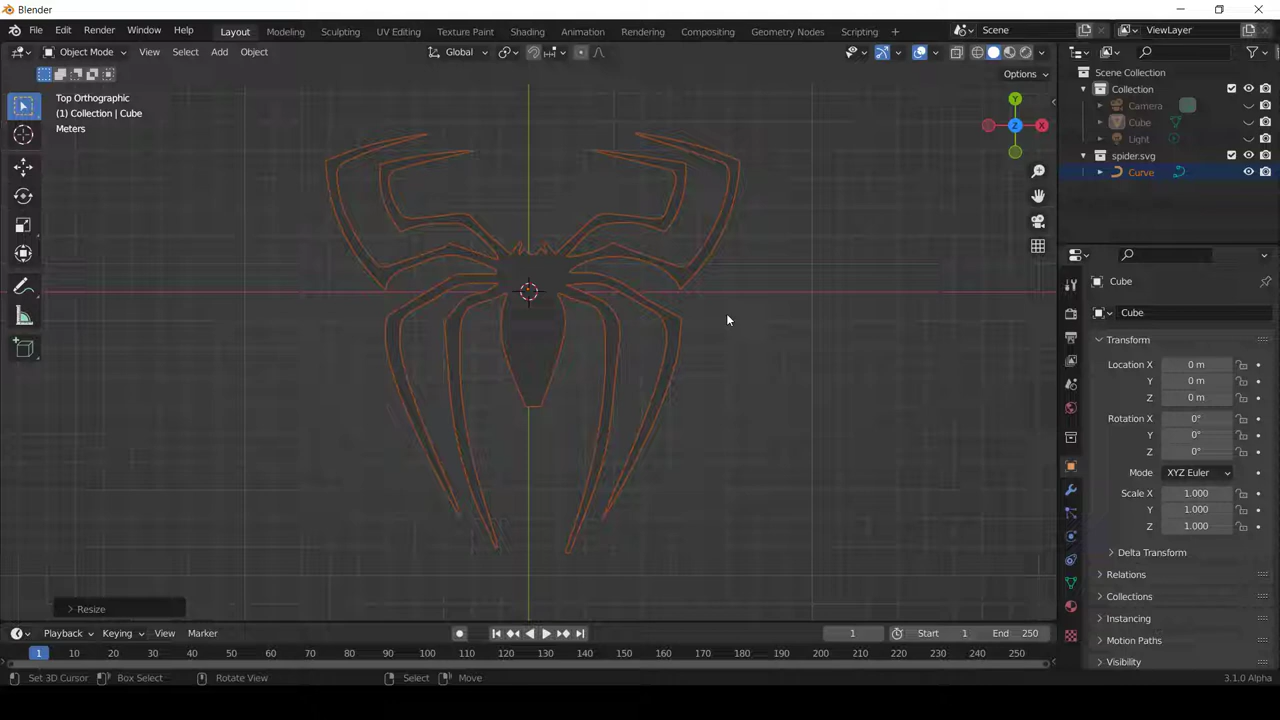 Blender
File Edit Render Window Help Layout Modeling Sculpting UV Editing Texture Paint Shading Animation Rendering Compositing Geometry Nodes Scripting Scene ViewLayer
Object Mode View Select Add Object Global
Options
Top Orthographic
(1) Collection | Cube
Meters
Y
Z
X
Scene Collection
Collection
Camera
Cube
Light
spider.svg
Curve
Cube
Cube
Transform
Location X 0 m
Y 0 m
Z 0 m
Rotation X 0°
Y 0°
Z 0°
Mode XYZ Euler
Scale X 1.000
Y 1.000
Z 1.000
Delta Transform
Relations
Collections
Instancing
Motion Paths
Visibility
Resize
Playback Keying View Marker 1 Start 1 End 250
1 10 20 30 40 50 60 70 80 90 100 110 120 130 140 150 160 170 180 190 200 210 220 230 240 250
Set 3D Cursor Box Select Rotate View Select Move 3.1.0 Alpha